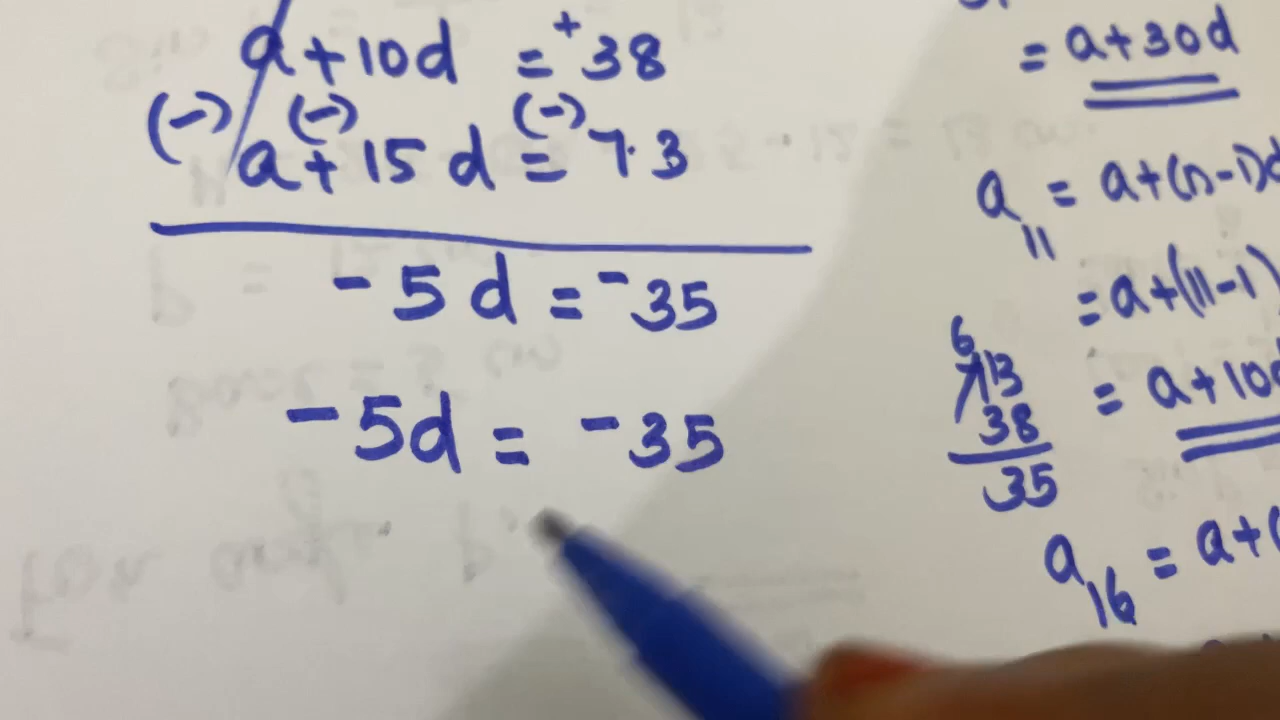 a + 10d = +38
(-) (-) (-)
a + 15d = 73
-5d = -35
-5d = -35
= a+30d
a11 = a+(n-1)d
= a+(11-1)
= a+10d
6 13
38
35
a16 = a+(